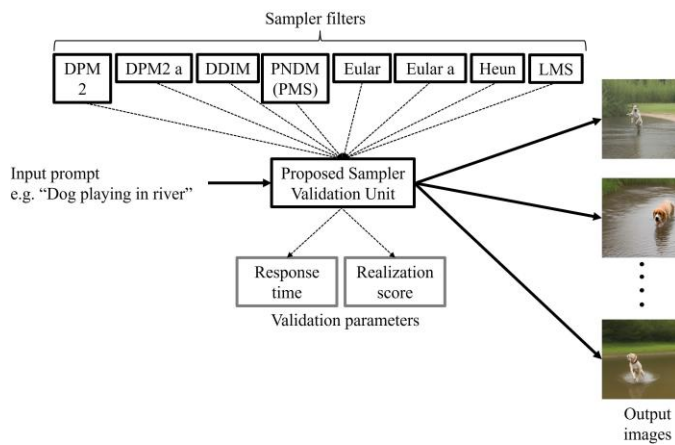 Sampler filters
DPM
2
DPM2 a
DDIM
PNDM
(PMS)
Eular
Eular a
Heun
LMS
Input prompt
e.g. “Dog playing in river”
Proposed Sampler
Validation Unit
Response
time
Realization
score
Validation parameters
Output
images